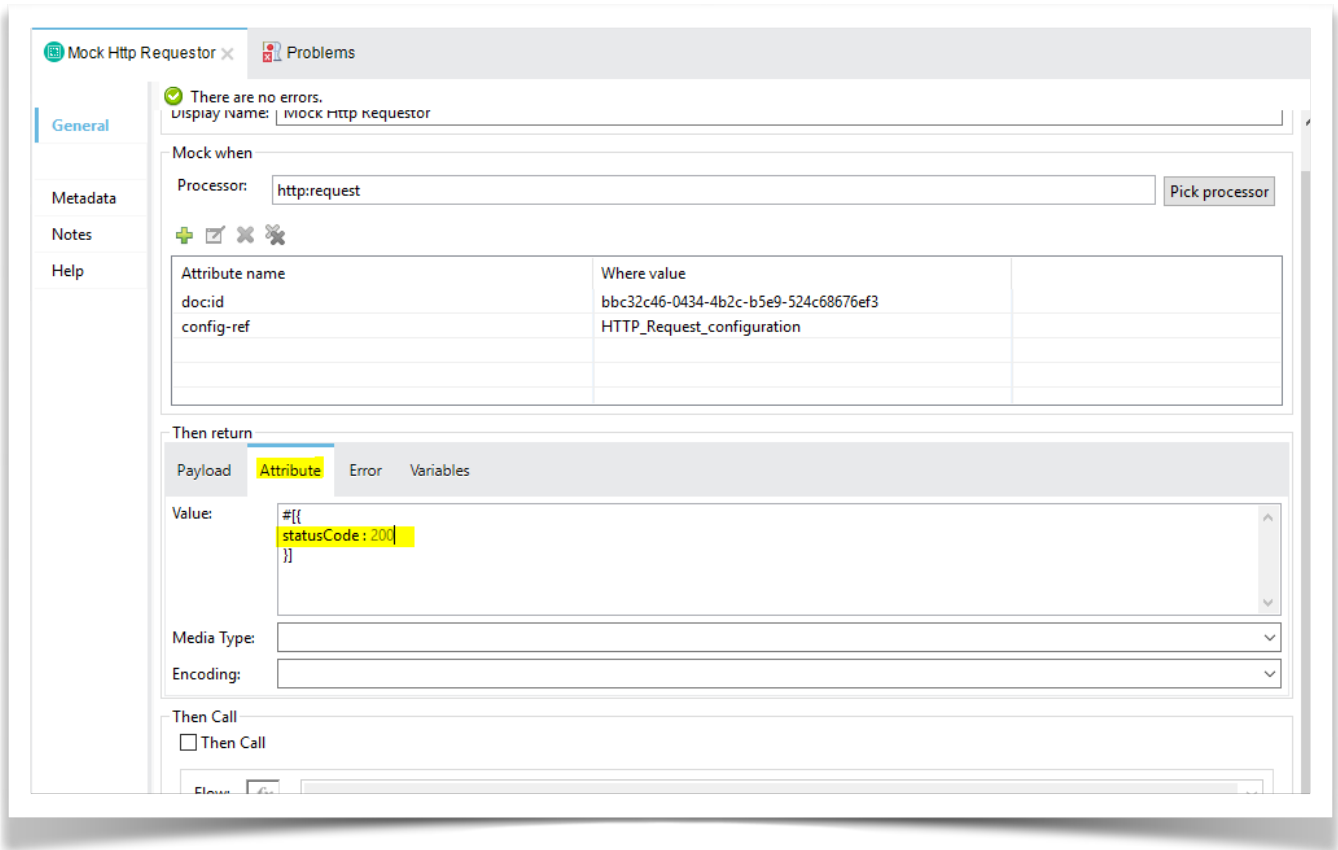 Mock Http Requestor
Problems
There are no errors.
General
Display Name: Mock Http Requestor
Mock when
Processor: http:request Pick processor
Metadata
Notes
Help
Attribute name Where value
doc:id bbc32c46-0434-4b2c-b5e9-524c68676ef3
config-ref HTTP_Request_configuration
Then return
Payload Attribute Error Variables
Value: #[{
statusCode : 200
}]
Media Type:
Encoding:
Then Call
Then Call
Flow: fx